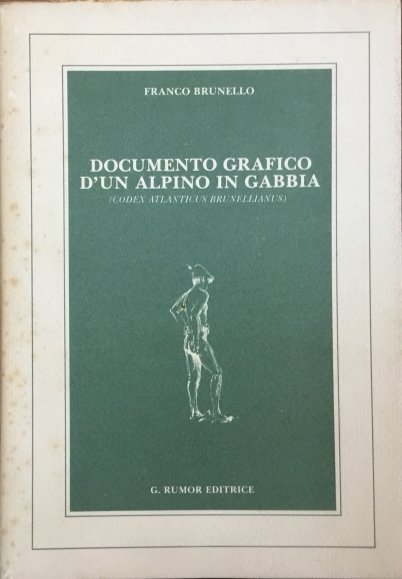 FRANCO BRUNELLO
DOCUMENTO GRAFICO
D'UN ALPINO IN GABBIA
(CODEX ATLANTICUS BRUNELLIANUS)
G. RUMOR EDITRICE